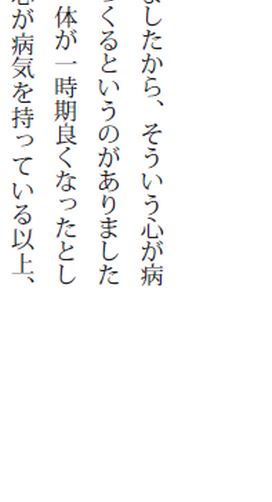 ましたから、そういう心が病
くるというのがありました
体が一時期良くなったとし
心が病気を持っている以上、